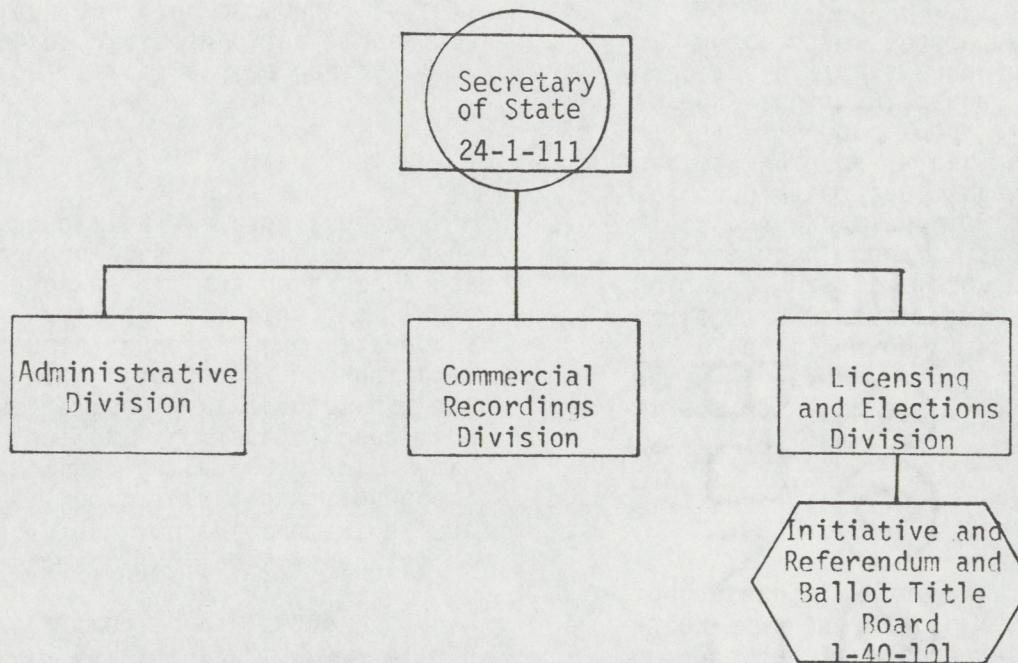 Secretary
of State
24-1-111
Administrative
Division
Commercial
Recordings
Division
Licensing
and Elections
Division
Initiative and
Referendum and
Ballot Title
Board
1-40-101